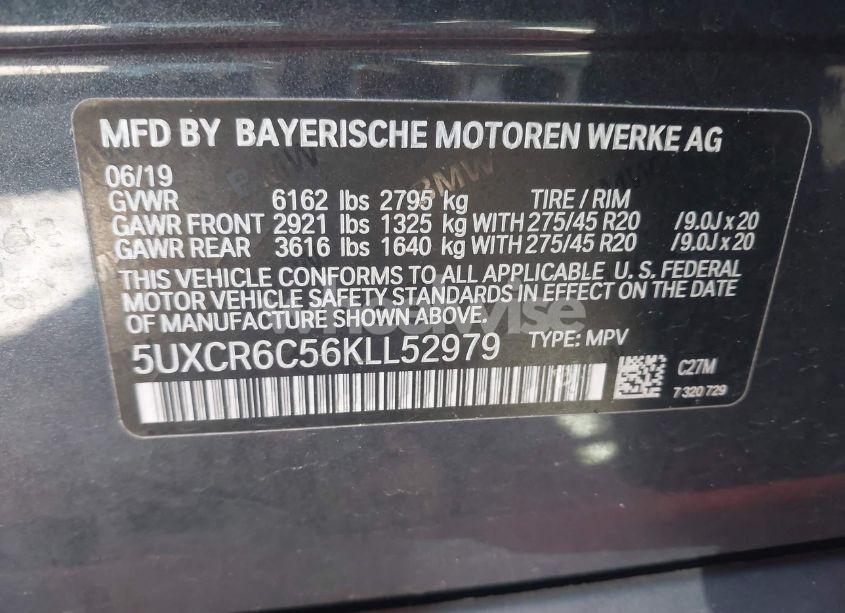 MFD BY BAYERISCHE MOTOREN WERKE AG
06/19
GVWR 6162 lbs 2795 kg TIRE / RIM
GAWR FRONT 2921 lbs 1325 kg WITH 275/45 R20 /9.0J x 20
GAWR REAR 3616 lbs 1640 kg WITH 275/45 R20 /9.0J x 20
THIS VEHICLE CONFORMS TO ALL APPLICABLE U. S. FEDERAL
MOTOR VEHICLE SAFETY STANDARDS IN EFFECT ON THE DATE
OF MANUFACTURE SHOWN ABOVE.
5UXCR6C56KLL52979 TYPE: MPV
C27M
7 320 729